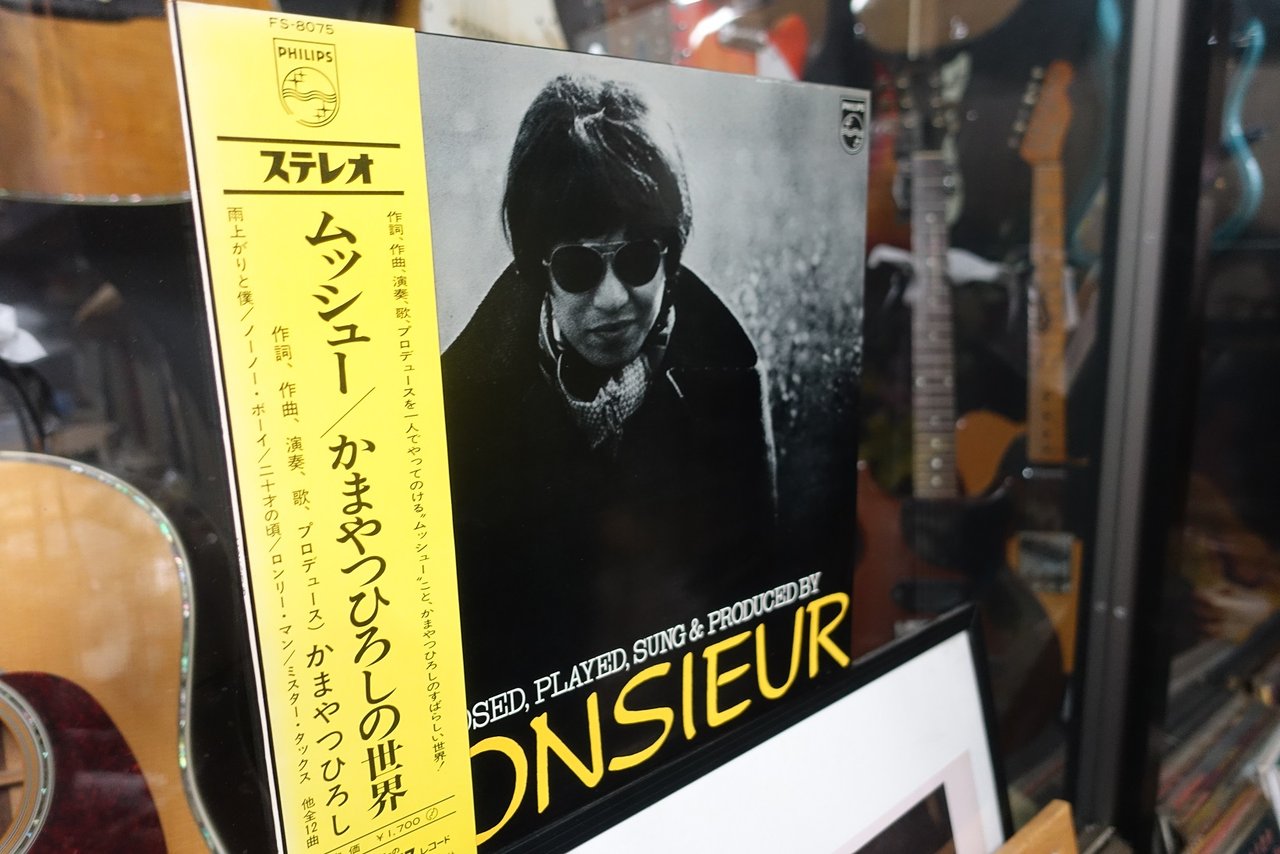 FS-8075
PHILIPS
ステレオ
作詞、作曲、演奏、歌、プロデュースを一人でやってのける〝ムッシュー〟こと、かまやつひろしのすばらしい世界!
ムッシュー/かまやつひろしの世界
作詞、作曲、演奏、歌、プロデュース)かまやつひろし
雨上がりと僕/ノーノー・ボーイ/二十才の頃/ロンリー・マン/ミスター・タックス 他全12曲
価 ¥1,700
レコード
PHILIPS
OSED, PLAYED, SUNG & PRODUCED BY
ONSIEUR